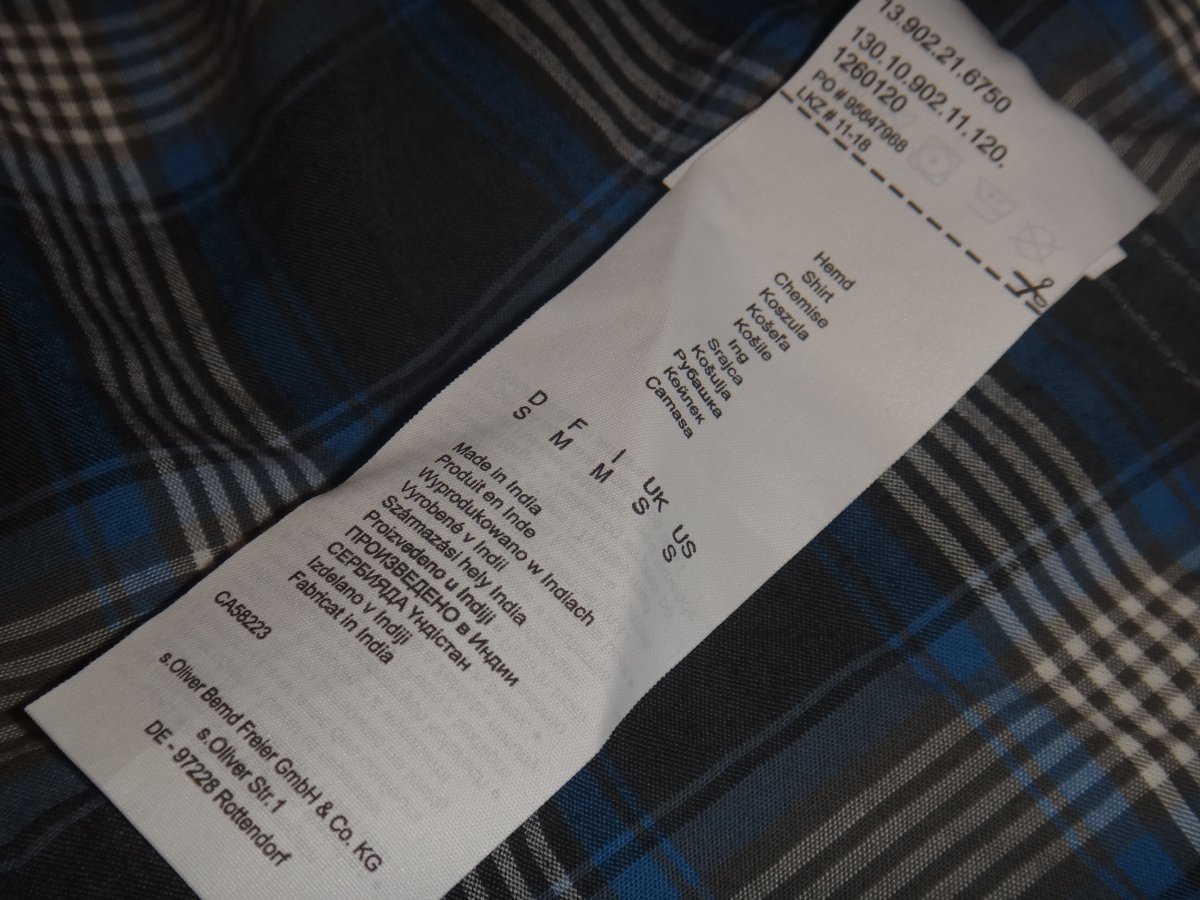 13.902.21.6750
130.10.902.11.120.
1260120
PO # 95647968
LKZ # 11-18
Hemd
Shirt
Chemise
Koszula
Košeľa
Košile
Ing
Srajca
Košulja
Рубашка
Кейлек
Camasa
D F I UK US
S M M S S
Made in India
Produit en Inde
Wyprodukowano w Indiach
Vyrobené v Indii
Származási hely India
Proizvedeno u Indiji
ПРОИЗВЕДЕНО в Индии
СЕРБИЯДА Үндістан
Izdelano v Indiji
Fabricat in India
CA58223
s.Oliver Bernd Freier GmbH & Co. KG
s.Oliver Str.1
DE - 97228 Rottendorf